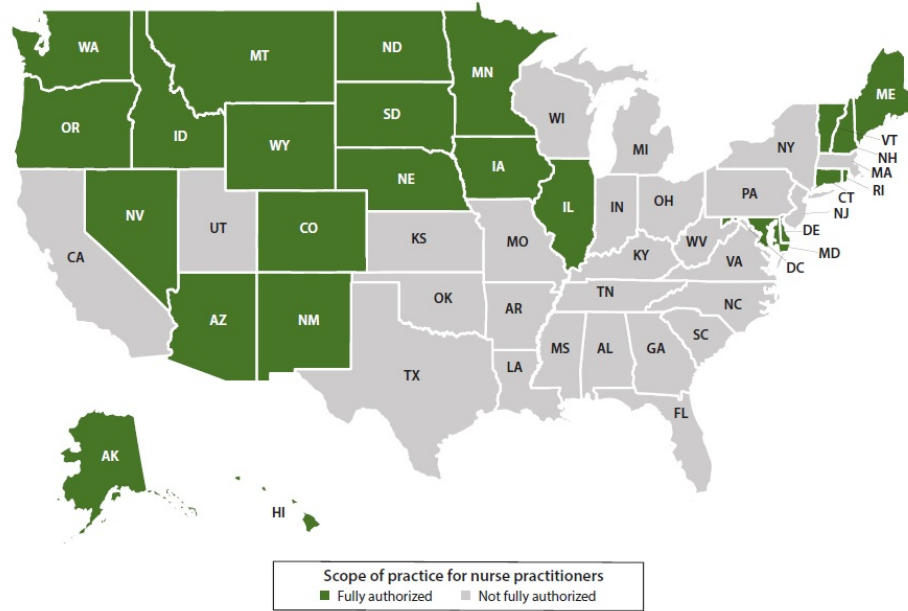 WA
MT
ND
MN
ME
OR
ID
SD
WI
VT
NH
WY
MI
NY
MA
RI
IA
CT
NE
PA
NJ
NV
IL
IN
OH
UT
CO
DE
CA
KS
MO
WV
MD
KY
VA
DC
TN
NC
AZ
NM
OK
AR
SC
MS
AL
GA
LA
TX
FL
AK
HI
Scope of practice for nurse practitioners
Fully authorized Not fully authorized